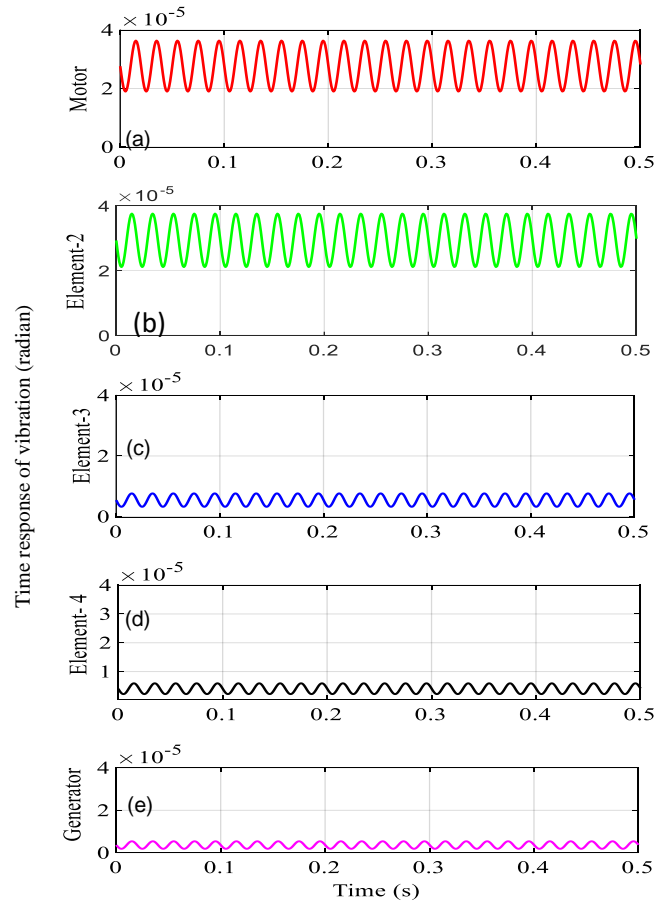 Time response of vibration (radian)
× 10-5
4
2
0
Motor
(a)
0 0.1 0.2 0.3 0.4 0.5
× 10-5
4
2
0
Element-2
(b)
0 0.1 0.2 0.3 0.4 0.5
× 10-5
4
2
0
Element-3
(c)
0 0.1 0.2 0.3 0.4 0.5
× 10-5
4
3
2
1
Element- 4
(d)
0 0.1 0.2 0.3 0.4 0.5
× 10-5
4
2
0
Generator
(e)
0 0.1 0.2 0.3 0.4 0.5
Time (s)